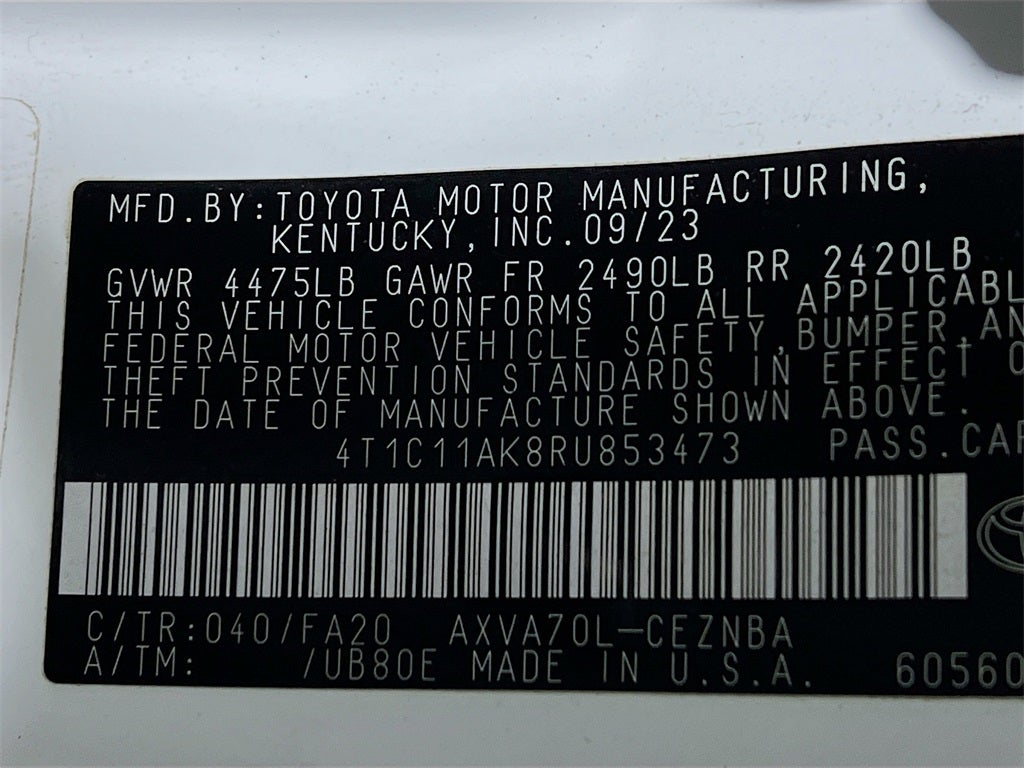 MFD.BY:TOYOTA MOTOR MANUFACTURING,
KENTUCKY,INC.09/23
GVWR 4475LB GAWR FR 2490LB RR 2420LB
THIS VEHICLE CONFORMS TO ALL APPLICABL
FEDERAL MOTOR VEHICLE SAFETY,BUMPER,AN
THEFT PREVENTION STANDARDS IN EFFECT O
THE DATE OF MANUFACTURE SHOWN ABOVE.
4T1C11AK8RU853473 PASS.CAR
C/TR:040/FA20 AXVA70L-CEZNBA
A/TM: /UB80E MADE IN U.S.A. 60560